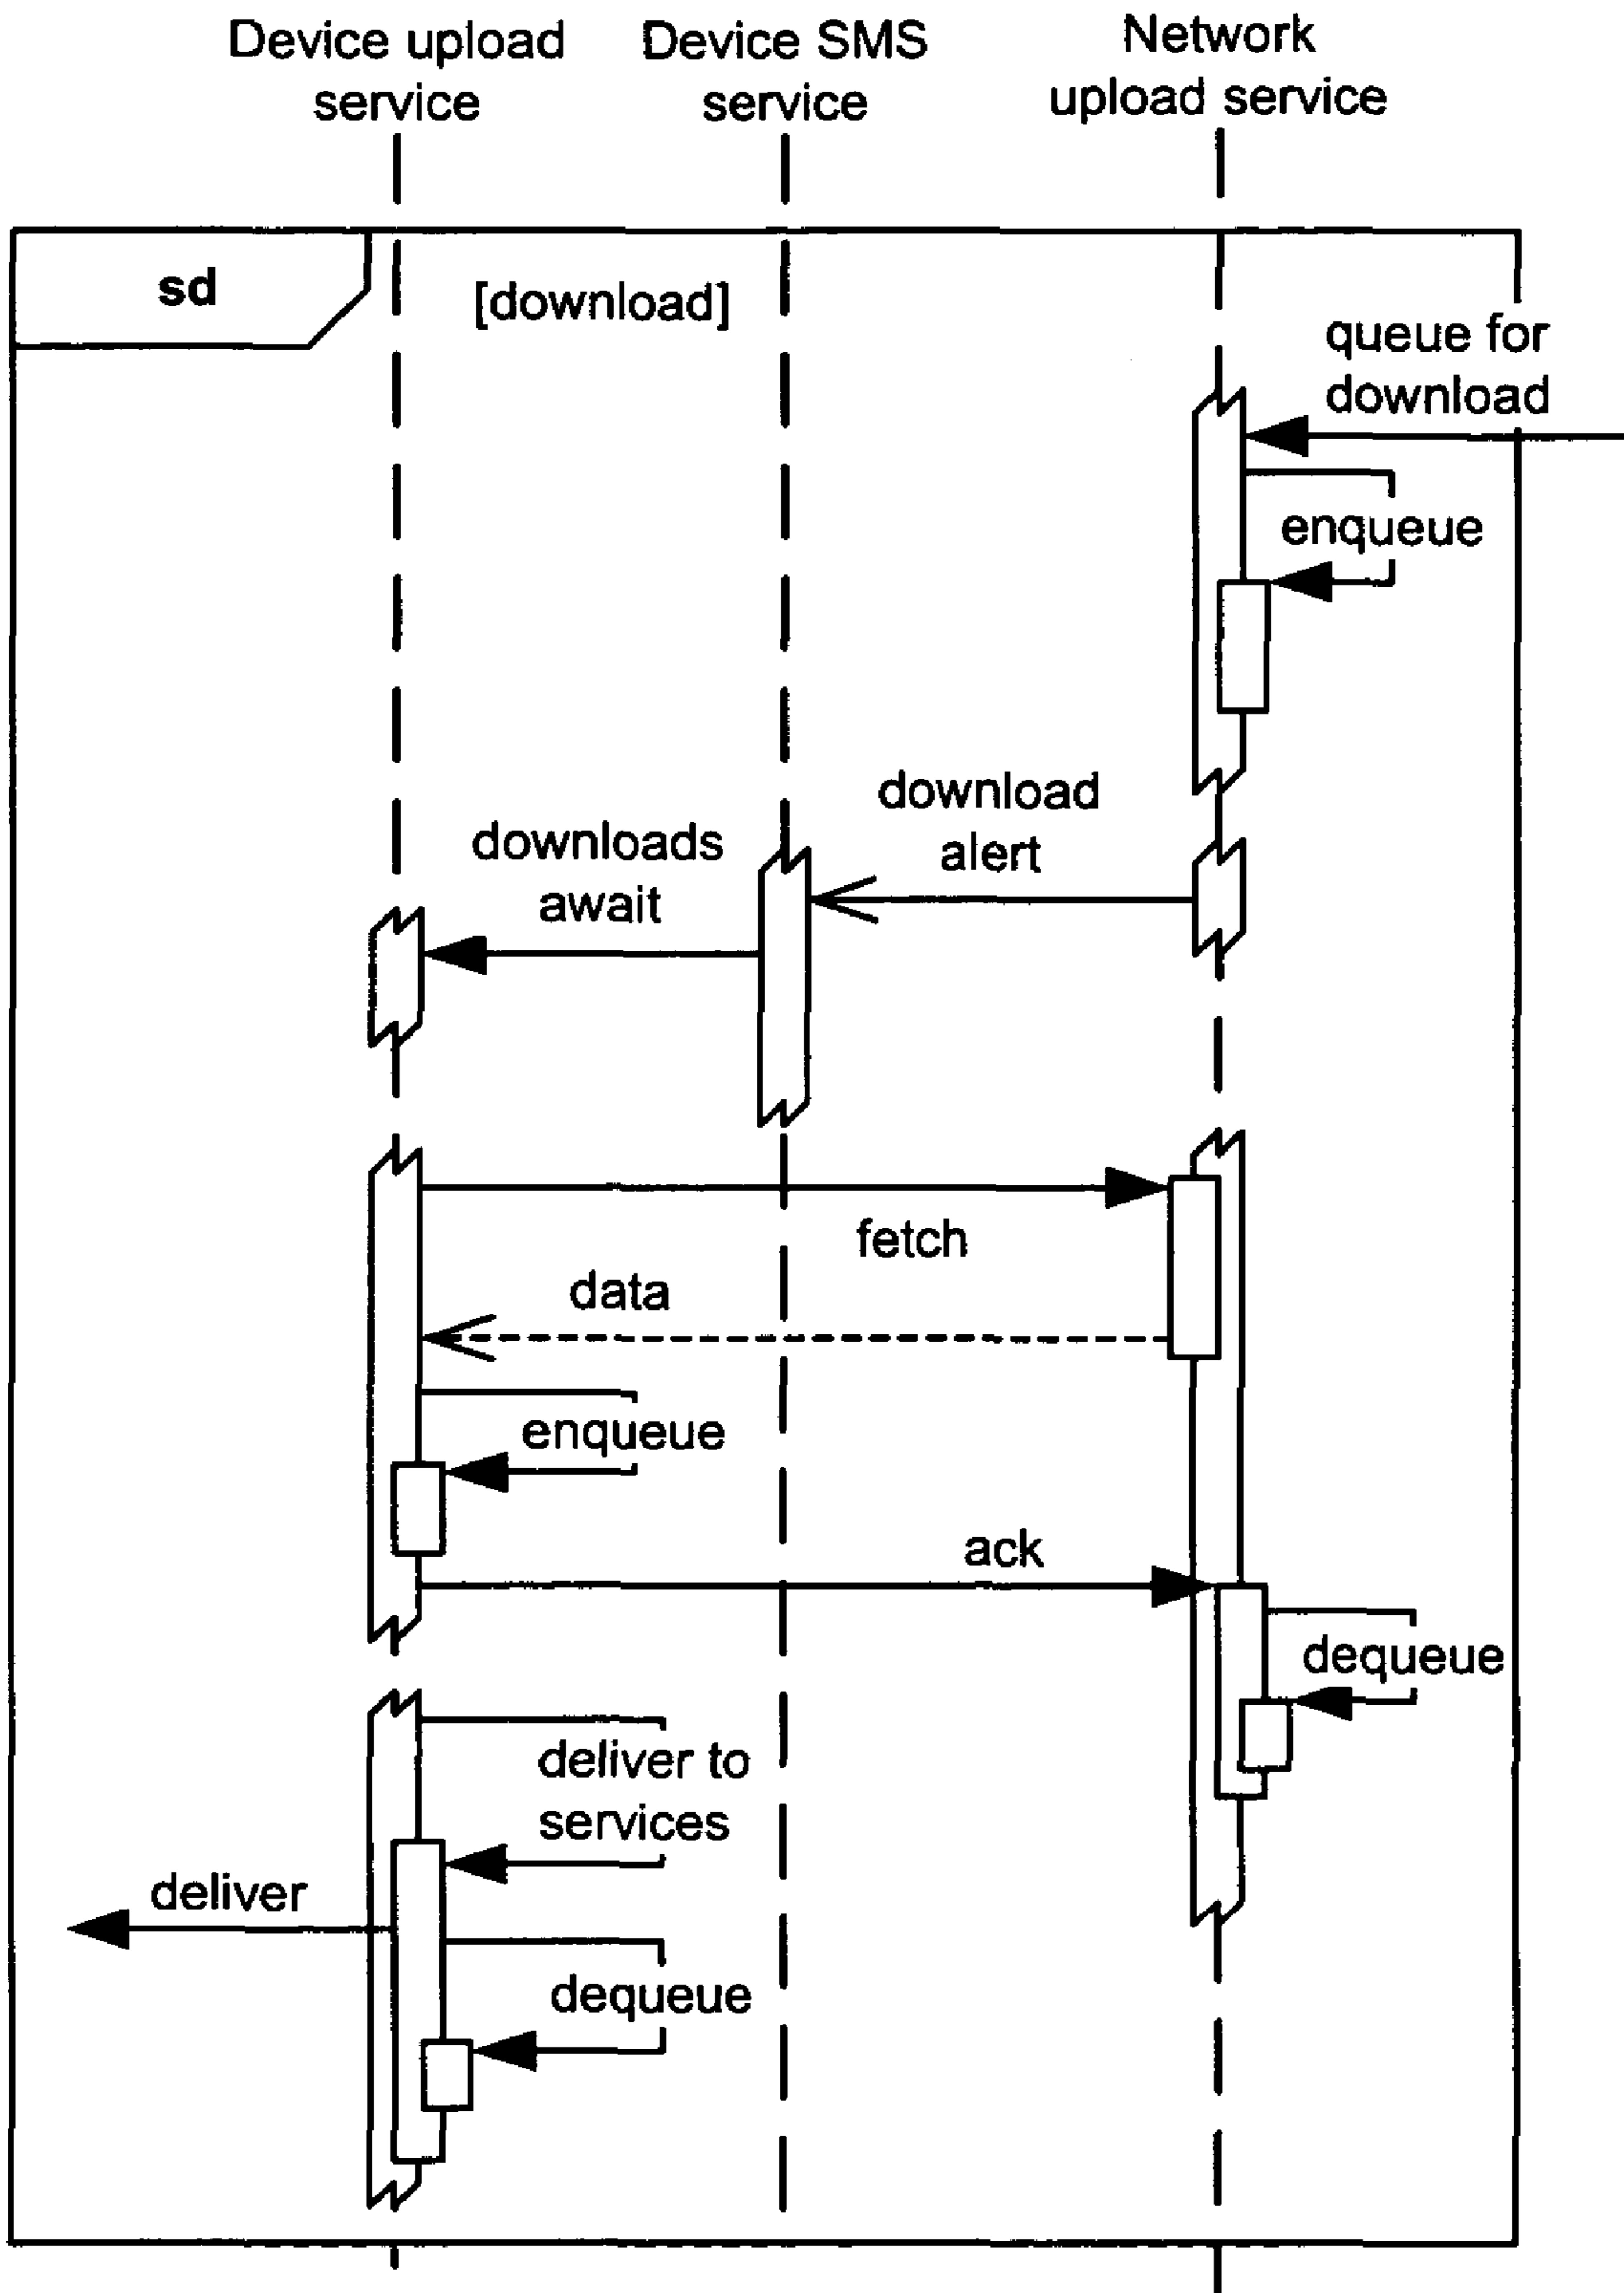 Device upload
service
Device SMS
service
Network
upload service
sd
[download]
queue for
download
enqueue
download
alert
downloads
await
fetch
data
enqueue
ack
dequeue
deliver to
services
deliver
dequeue